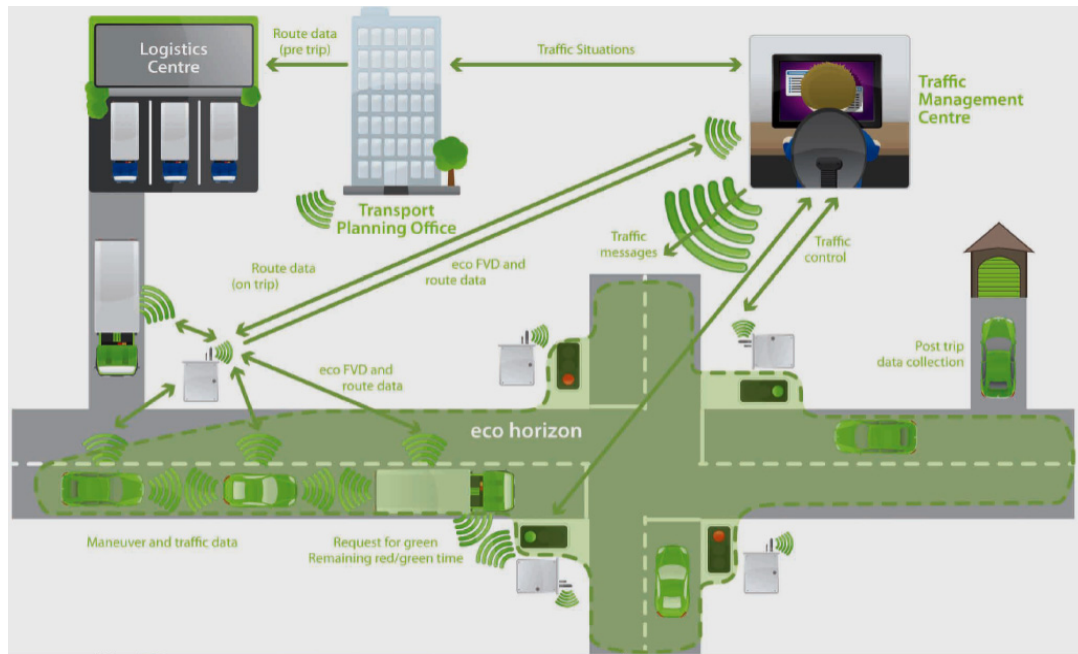 Logistics
Centre
Route data
(pre trip)
Traffic Situations
Traffic
Management
Centre
Transport
Planning Office
Traffic
messages
Traffic
control
Route data
(on trip)
eco FVD and
route data
Post trip
data collection
eco FVD and
route data
eco horizon
Maneuver and traffic data
Request for green
Remaining red/green time